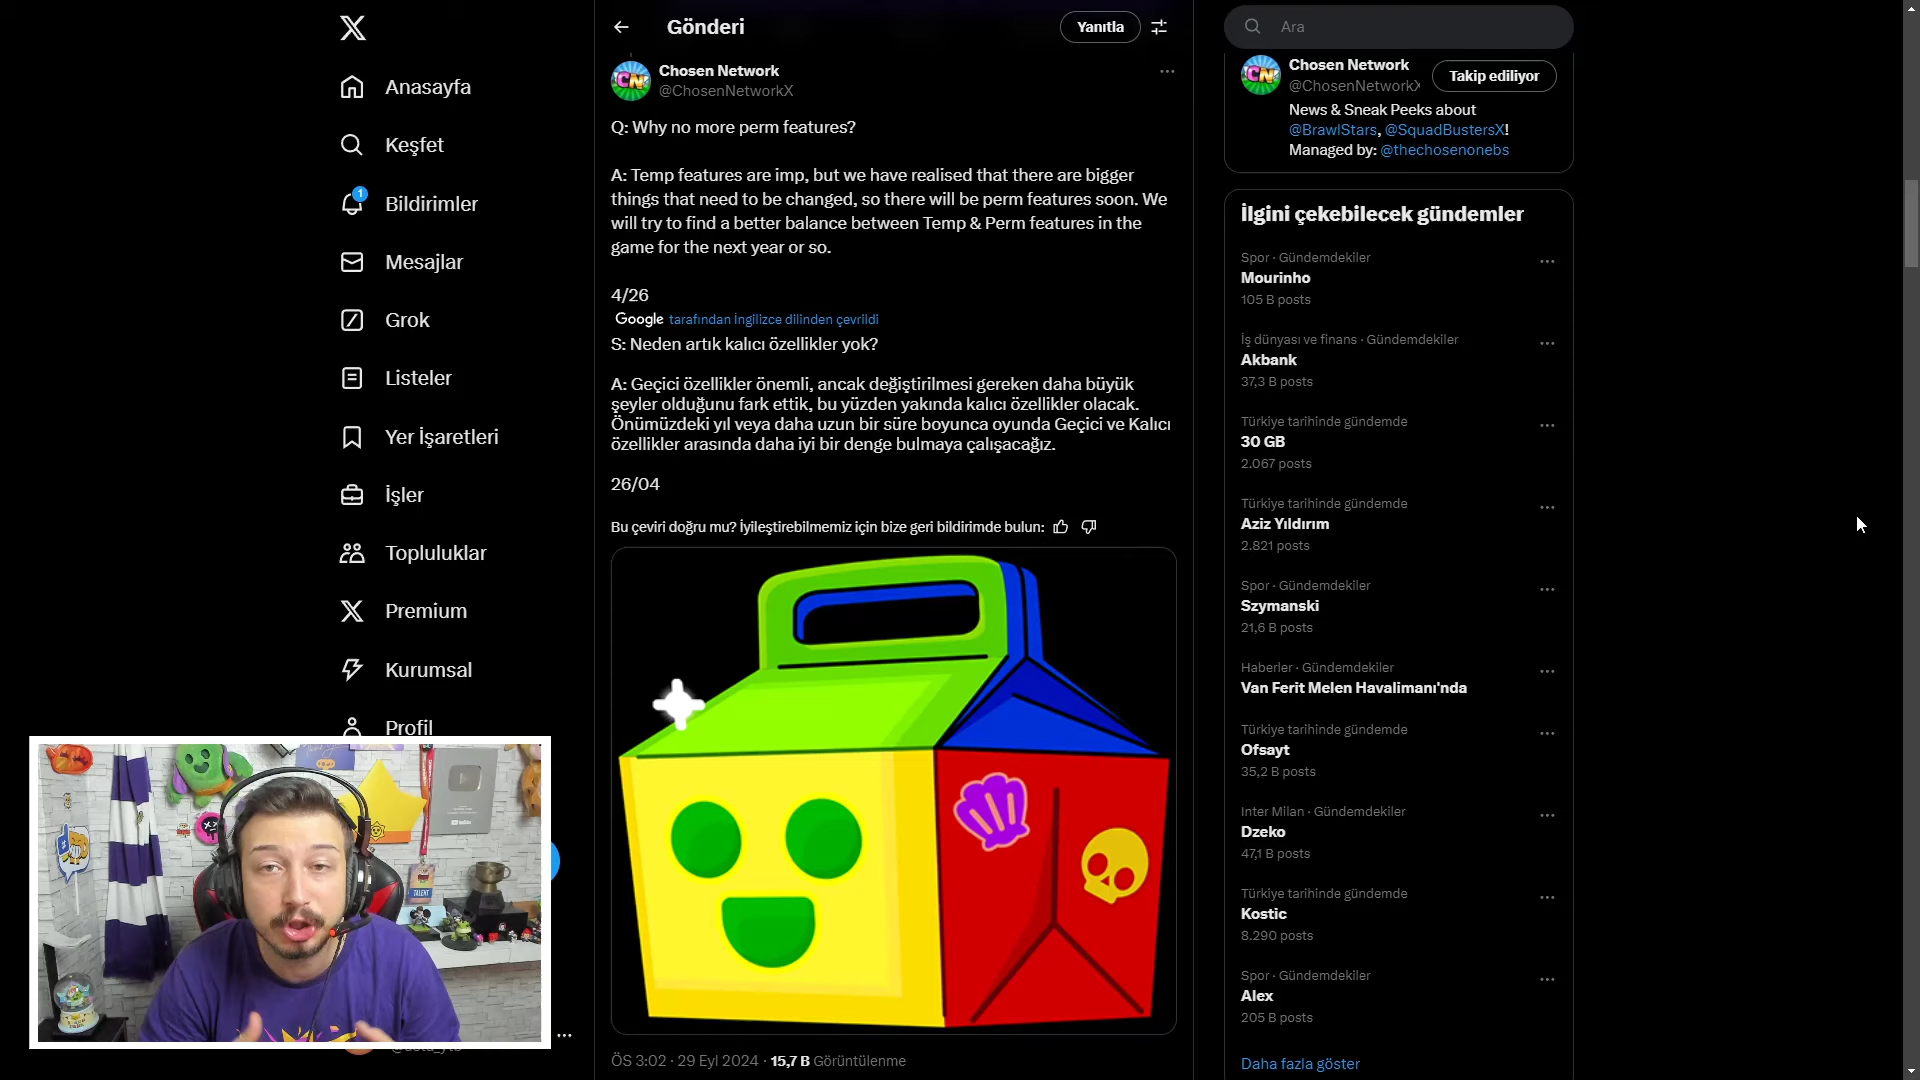 Anasayfa
Keşfet
1
Bildirimler
Mesajlar
Grok
Listeler
Yer İşaretleri
İşler
Topluluklar
Premium
Kurumsal
Profil
TALENT
Gönderi
Yanıtla
CN
Chosen Network
@ChosenNetworkX
Q: Why no more perm features?
A: Temp features are imp, but we have realised that there are bigger
things that need to be changed, so there will be perm features soon. We
will try to find a better balance between Temp & Perm features in the
game for the next year or so.
4/26
Google tarafından İngilizce dilinden çevrildi
S: Neden artık kalıcı özellikler yok?
A: Geçici özellikler önemli, ancak değiştirilmesi gereken daha büyük
şeyler olduğunu fark ettik, bu yüzden yakında kalıcı özellikler olacak.
Önümüzdeki yıl veya daha uzun bir süre boyunca oyunda Geçici ve Kalıcı
özellikler arasında daha iyi bir denge bulmaya çalışacağız.
26/04
Bu çeviri doğru mu? İyileştirebilmemiz için bize geri bildirimde bulun:
ÖS 3:02 · 29 Eyl 2024 · 15,7 B Görüntülenme
Ara
CN
Chosen Network
@ChosenNetworkX
Takip ediliyor
News & Sneak Peeks about
@BrawlStars, @SquadBustersX!
Managed by: @thechosenonebs
İlgini çekebilecek gündemler
Spor · Gündemdekiler
Mourinho
105 B posts
İş dünyası ve finans · Gündemdekiler
Akbank
37,3 B posts
Türkiye tarihinde gündemde
30 GB
2.067 posts
Türkiye tarihinde gündemde
Aziz Yıldırım
2.821 posts
Spor · Gündemdekiler
Szymanski
21,6 B posts
Haberler · Gündemdekiler
Van Ferit Melen Havalimanı'nda
Türkiye tarihinde gündemde
Ofsayt
35,2 B posts
Inter Milan · Gündemdekiler
Dzeko
47,1 B posts
Türkiye tarihinde gündemde
Kostic
8.290 posts
Spor · Gündemdekiler
Alex
205 B posts
Daha fazla göster